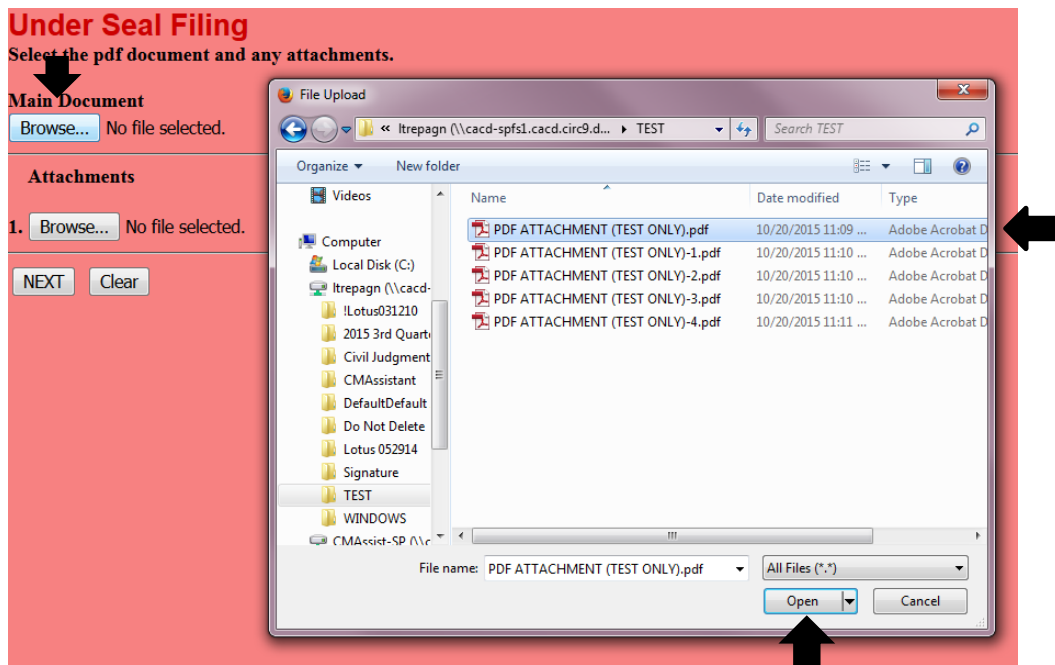 Under Seal Filing
Select the pdf document and any attachments.
Main Document
Browse... No file selected.
Attachments
1. Browse... No file selected.
NEXT Clear
File Upload
« ltrepagn (\\cacd-spfs1.cacd.circ9.d... ▸ TEST Search TEST
Organize New folder
Videos
Computer
Local Disk (C:)
ltrepagn (\\cacd-
!Lotus031210
2015 3rd Quart
Civil Judgment
CMAssistant
DefaultDefault
Do Not Delete
Lotus 052914
Signature
TEST
WINDOWS
CMAssist-SP (\\c
Name Date modified Type
PDF ATTACHMENT (TEST ONLY).pdf 10/20/2015 11:09 ... Adobe Acrobat D
PDF ATTACHMENT (TEST ONLY)-1.pdf 10/20/2015 11:10 ... Adobe Acrobat D
PDF ATTACHMENT (TEST ONLY)-2.pdf 10/20/2015 11:10 ... Adobe Acrobat D
PDF ATTACHMENT (TEST ONLY)-3.pdf 10/20/2015 11:10 ... Adobe Acrobat D
PDF ATTACHMENT (TEST ONLY)-4.pdf 10/20/2015 11:11 ... Adobe Acrobat D
File name: PDF ATTACHMENT (TEST ONLY).pdf All Files (*.*)
Open Cancel